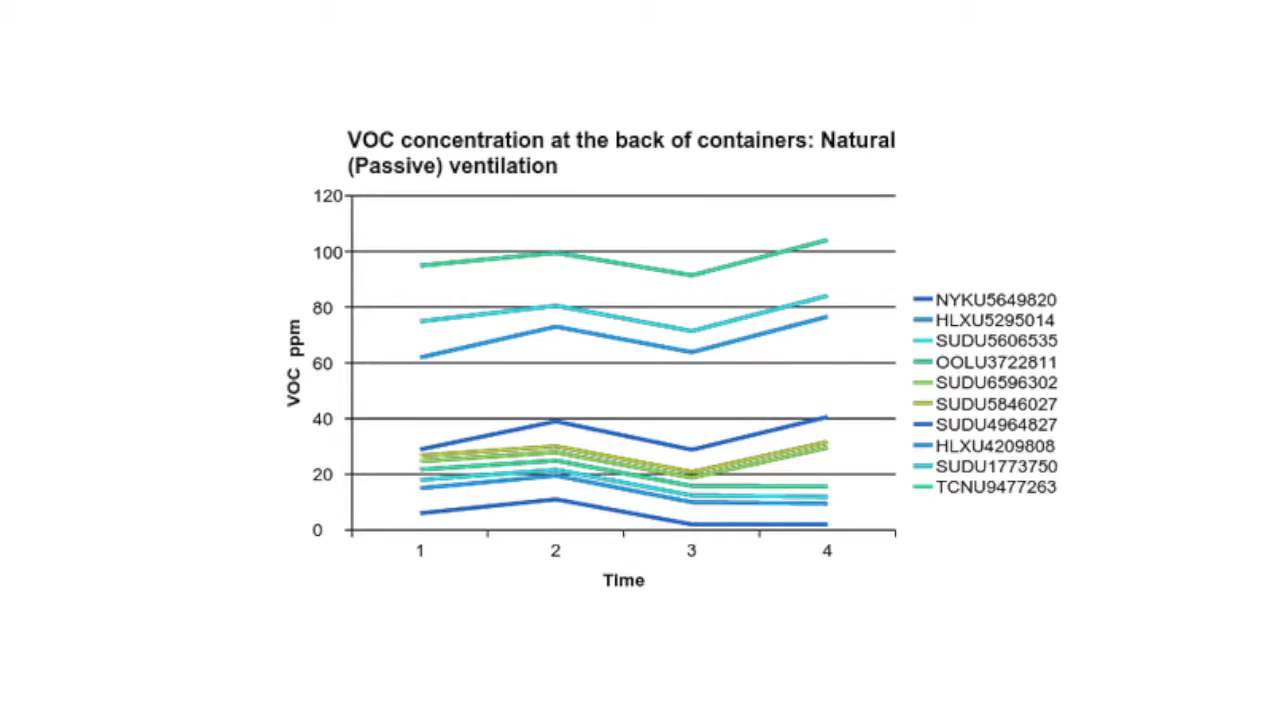 VOC concentration at the back of containers: Natural
(Passive) ventilation
120
100
80
60
40
20
0
VOC ppm
1 2 3 4
Time
NYKU5649820
HLXU5295014
SUDU5606535
OOLU3722811
SUDU6596302
SUDU5846027
SUDU4964827
HLXU4209808
SUDU1773750
TCNU9477263